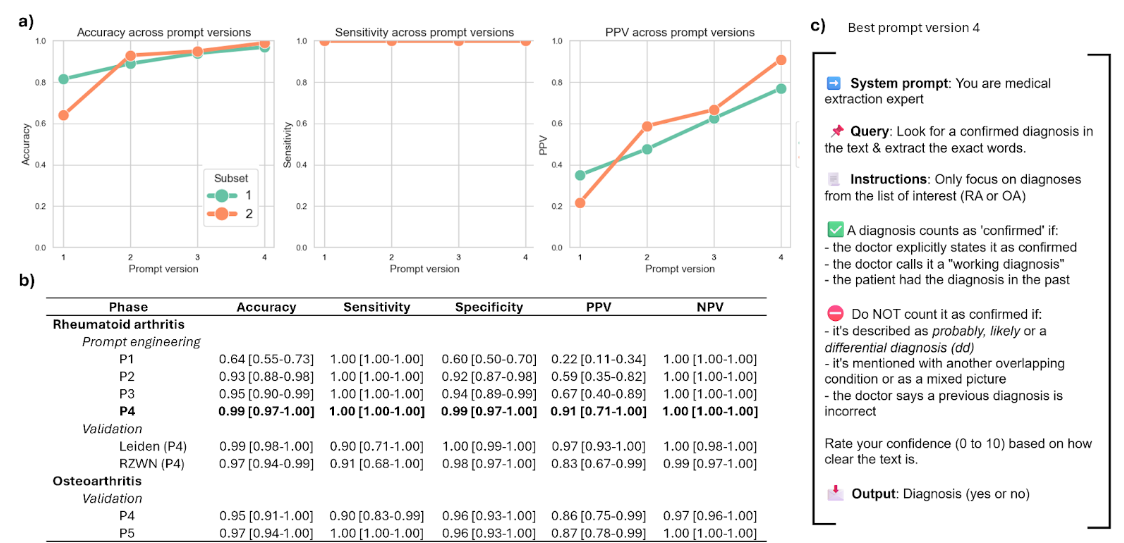 a)
Accuracy across prompt versions
1.0
0.8
0.6
0.4
0.2
0.0
Accuracy
1 2 3 4
Prompt version
Subset
1
2
Sensitivity across prompt versions
1.0
0.8
0.6
0.4
0.2
0.0
Sensitivity
1 2 3 4
Prompt version
PPV across prompt versions
1.0
0.8
0.6
0.4
0.2
0.0
PPV
1 2 3 4
Prompt version
b)
Phase Accuracy Sensitivity Specificity PPV NPV
Rheumatoid arthritis
Prompt engineering
P1 0.64 [0.55-0.73] 1.00 [1.00-1.00] 0.60 [0.50-0.70] 0.22 [0.11-0.34] 1.00 [1.00-1.00]
P2 0.93 [0.88-0.98] 1.00 [1.00-1.00] 0.92 [0.87-0.98] 0.59 [0.35-0.82] 1.00 [1.00-1.00]
P3 0.95 [0.90-0.99] 1.00 [1.00-1.00] 0.94 [0.89-0.99] 0.67 [0.40-0.89] 1.00 [1.00-1.00]
P4 0.99 [0.97-1.00] 1.00 [1.00-1.00] 0.99 [0.97-1.00] 0.91 [0.71-1.00] 1.00 [1.00-1.00]
Validation
Leiden (P4) 0.99 [0.98-1.00] 0.90 [0.71-1.00] 1.00 [0.99-1.00] 0.97 [0.93-1.00] 1.00 [0.98-1.00]
RZWN (P4) 0.97 [0.94-0.99] 0.91 [0.68-1.00] 0.98 [0.97-1.00] 0.83 [0.67-0.99] 0.99 [0.97-1.00]
Osteoarthritis
Validation
P4 0.95 [0.91-1.00] 0.90 [0.83-0.99] 0.96 [0.93-1.00] 0.86 [0.75-0.99] 0.97 [0.96-1.00]
P5 0.97 [0.94-1.00] 1.00 [1.00-1.00] 0.96 [0.93-1.00] 0.87 [0.78-0.99] 1.00 [1.00-1.00]
c)
Best prompt version 4
System prompt: You are medical
extraction expert
Query: Look for a confirmed diagnosis in
the text & extract the exact words.
Instructions: Only focus on diagnoses
from the list of interest (RA or OA)
A diagnosis counts as 'confirmed' if:
- the doctor explicitly states it as confirmed
- the doctor calls it a "working diagnosis"
- the patient had the diagnosis in the past
Do NOT count it as confirmed if:
- it's described as probably, likely or a
differential diagnosis (dd)
- it's mentioned with another overlapping
condition or as a mixed picture
- the doctor says a previous diagnosis is
incorrect
Rate your confidence (0 to 10) based on how
clear the text is.
Output: Diagnosis (yes or no)